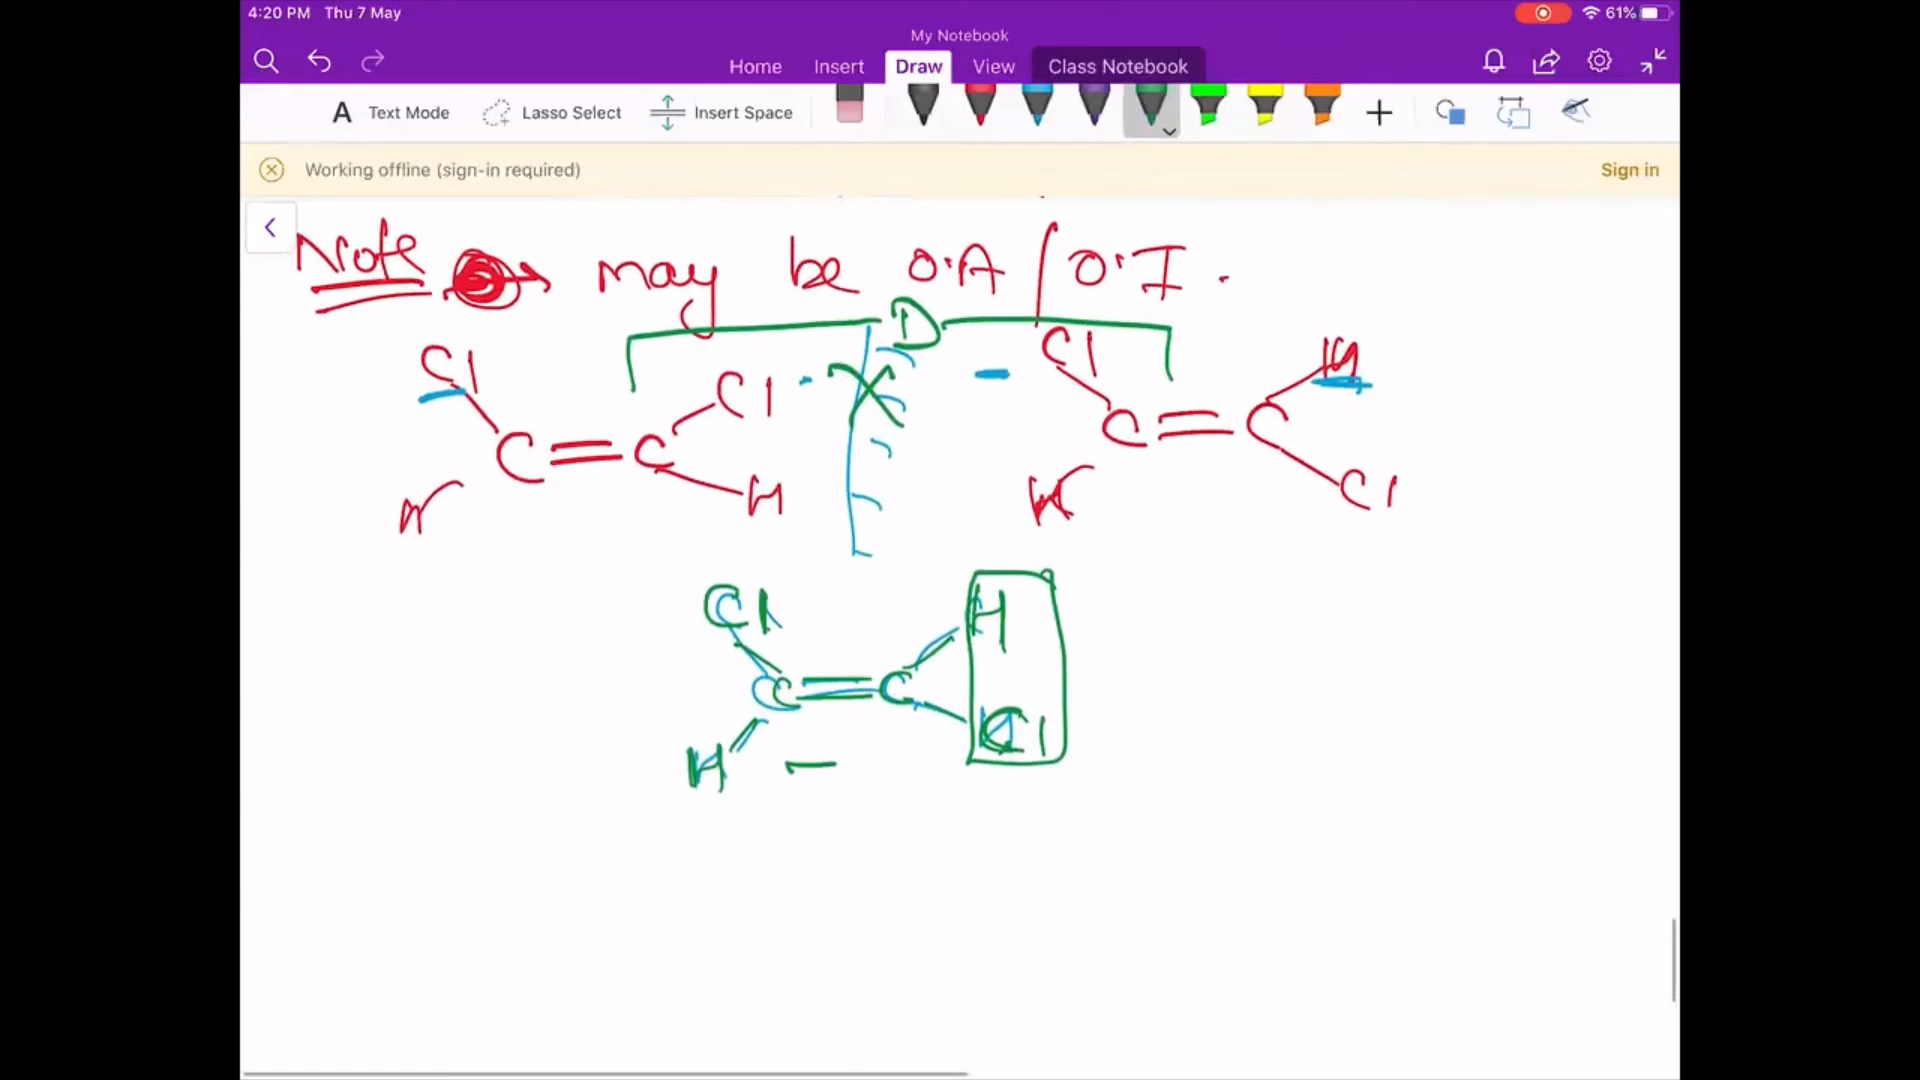 4:20 PM Thu 7 May
61%
My Notebook
Home Insert Draw View Class Notebook
A Text Mode Lasso Select Insert Space
Working offline (sign-in required) Sign in
Note → may be O.A / O.I.
D
Cl Cl Cl H
C = C C = C
H H H Cl
Cl H
C = C
H Cl